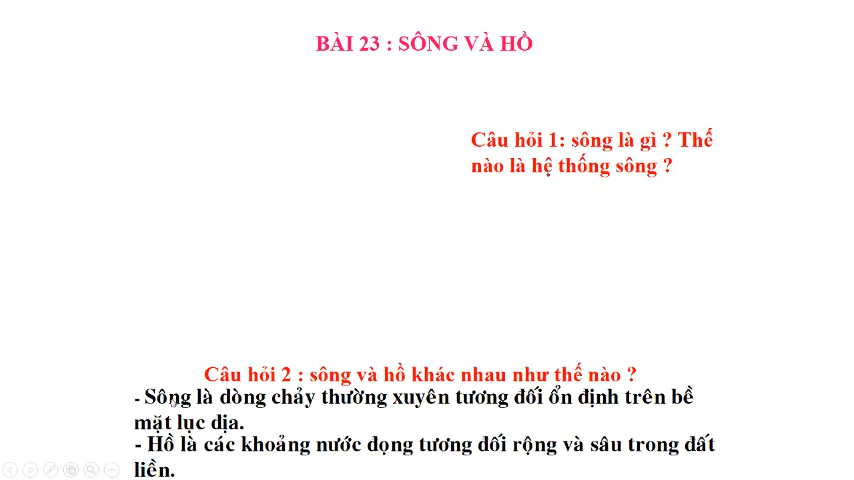 BÀI 23 : SÔNG VÀ HỒ
Câu hỏi 1: sông là gì ? Thế
nào là hệ thống sông ?
Câu hỏi 2 : sông và hồ khác nhau như thế nào ?
- Sông là dòng chảy thường xuyên tương đối ổn định trên bề
mặt lục địa.
- Hồ là các khoảng nước đọng tương đối rộng và sâu trong đất
liền.